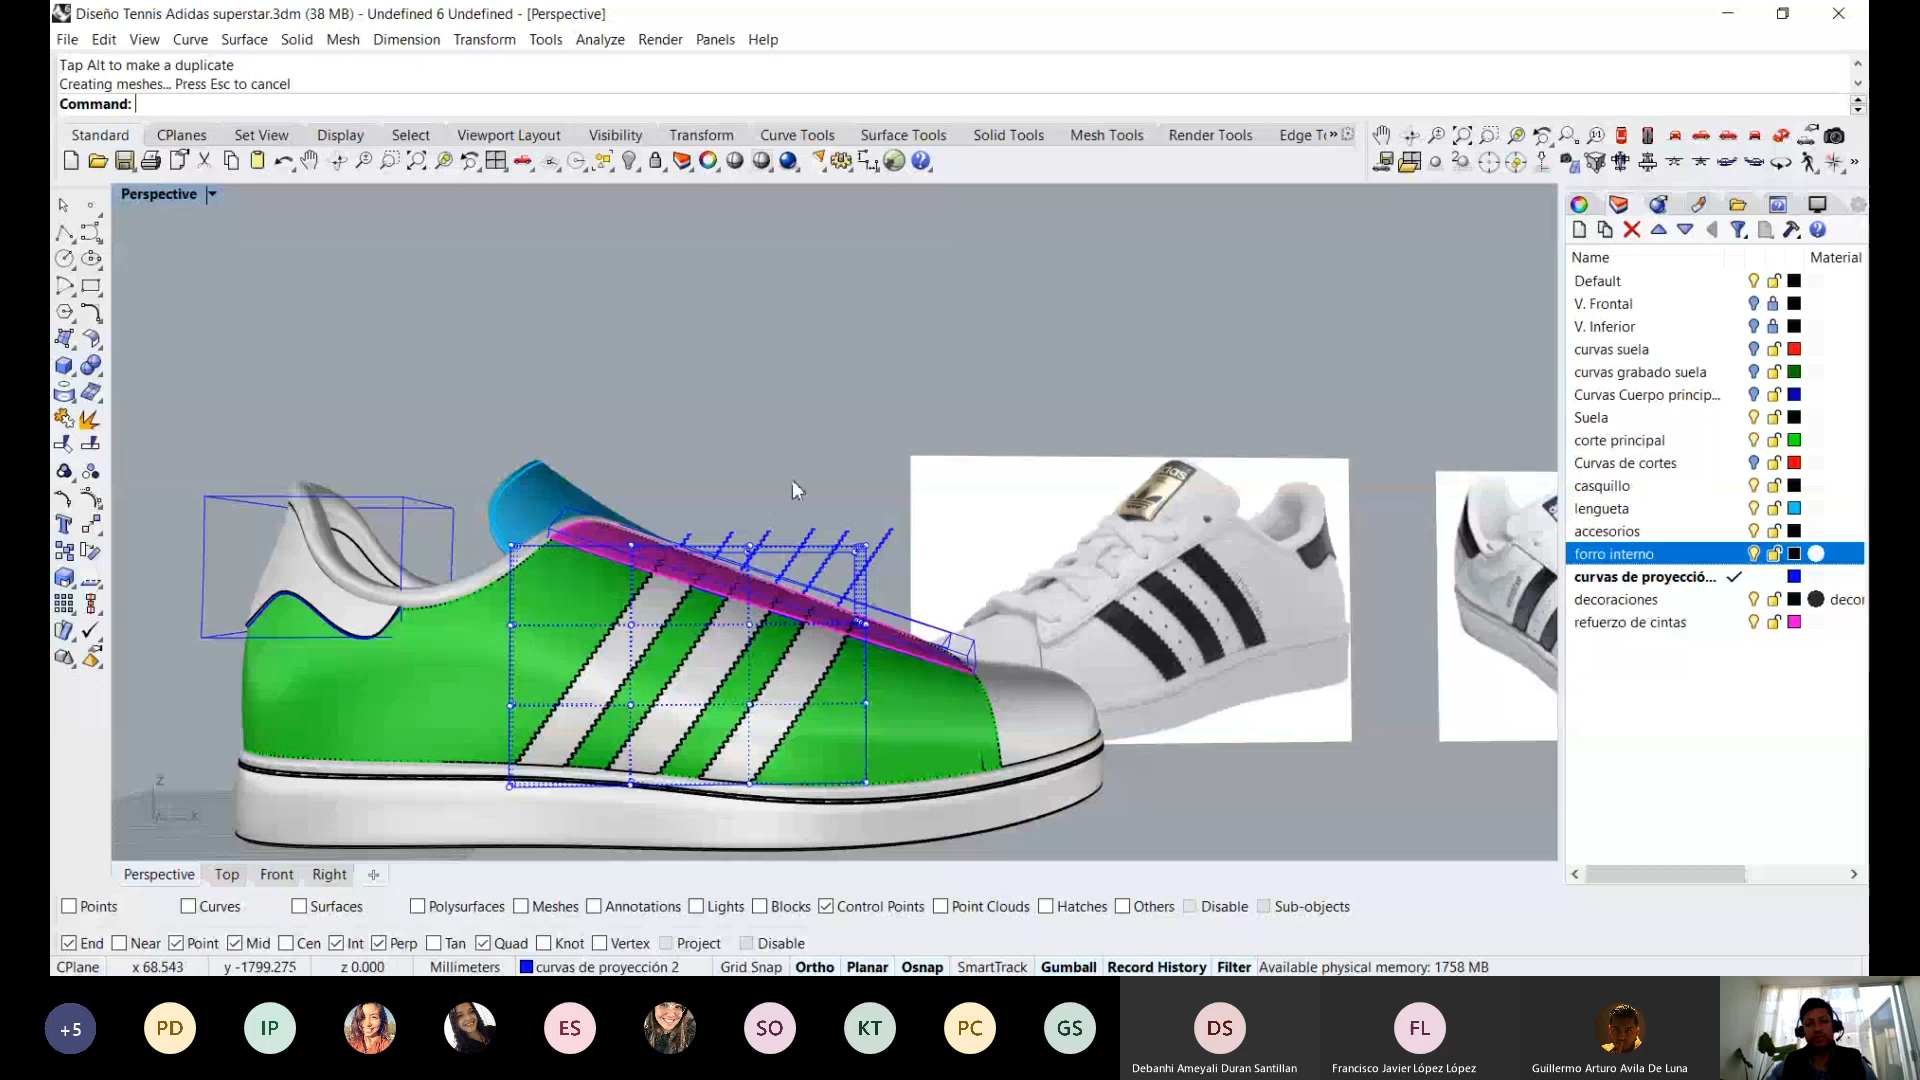 Diseño Tennis Adidas superstar.3dm (38 MB) - Undefined 6 Undefined - [Perspective]
File Edit View Curve Surface Solid Mesh Dimension Transform Tools Analyze Render Panels Help
Tap Alt to make a duplicate
Creating meshes... Press Esc to cancel
Command:
Standard CPlanes Set View Display Select Viewport Layout Visibility Transform Curve Tools Surface Tools Solid Tools Mesh Tools Render Tools Edge To
Perspective
Name Material
Default
V. Frontal
V. Inferior
curvas suela
curvas grabado suela
Curvas Cuerpo princip...
Suela
corte principal
Curvas de cortes
casquillo
lengueta
accesorios
forro interno
curvas de proyecció...
decoraciones decor
refuerzo de cintas
adidas
z
x
Perspective Top Front Right
Points Curves Surfaces Polysurfaces Meshes Annotations Lights Blocks Control Points Point Clouds Hatches Others Disable Sub-objects
End Near Point Mid Cen Int Perp Tan Quad Knot Vertex Project Disable
CPlane x 68.543 y -1799.275 z 0.000 Millimeters curvas de proyección 2 Grid Snap Ortho Planar Osnap SmartTrack Gumball Record History Filter Available physical memory: 1758 MB
+5 PD IP ES SO KT PC GS DS FL
Debanhi Ameyali Duran Santillan Francisco Javier López López Guillermo Arturo Avila De Luna